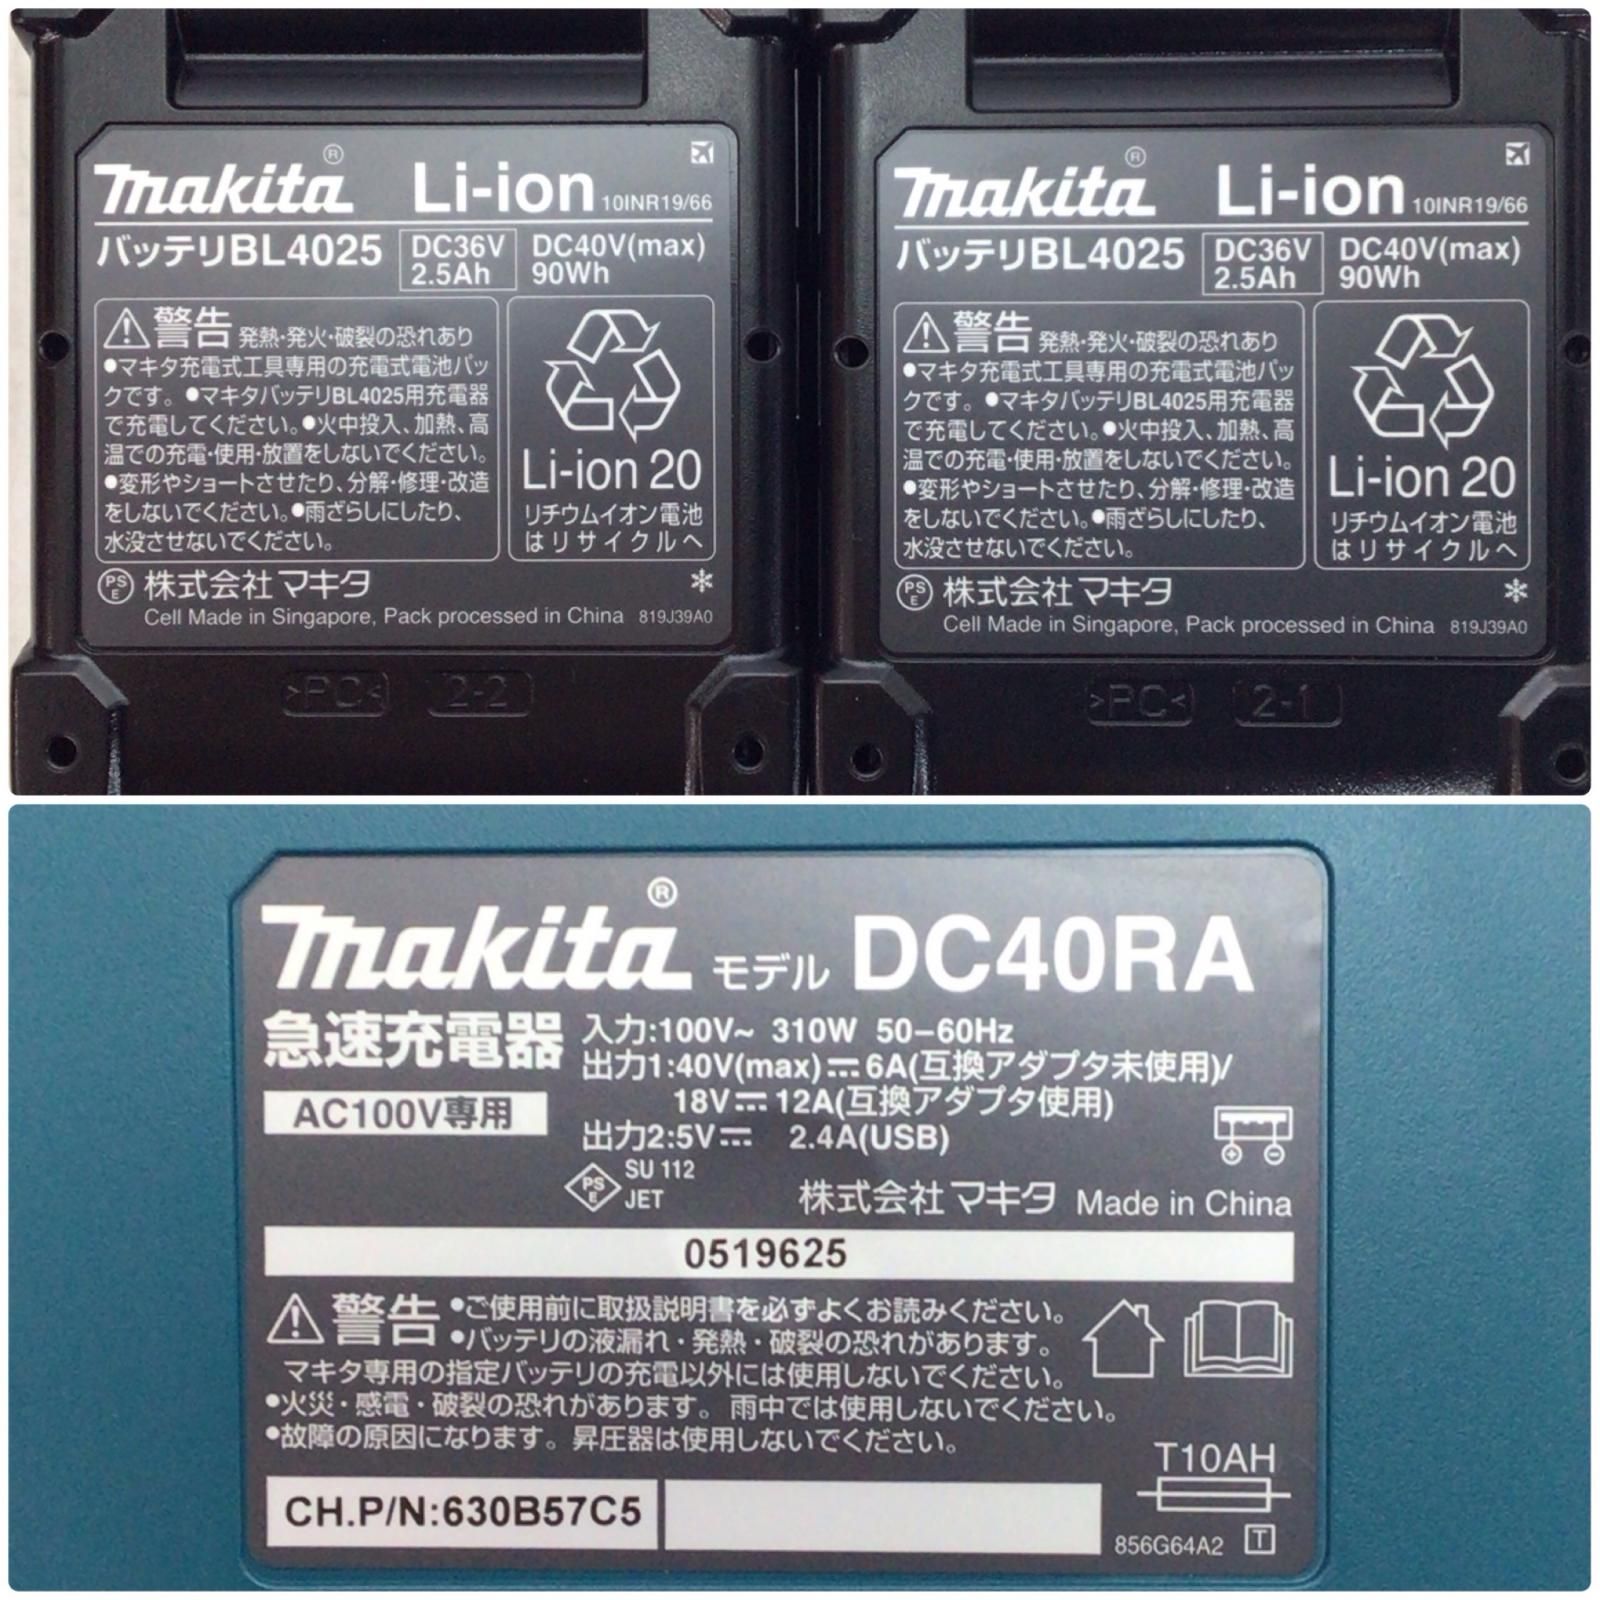 makita® Li-ion 10INR19/66
バッテリBL4025 DC36V 2.5Ah DC40V(max) 90Wh
⚠警告 発熱・発火・破裂の恐れあり
●マキタ充電式工具専用の充電式電池パッ
クです。●マキタバッテリBL4025用充電器
で充電してください。●火中投入、加熱、高
温での充電・使用・放置をしないでください。
●変形やショートさせたり、分解・修理・改造
をしないでください。●雨ざらしにしたり、
水没させないでください。
Li-ion 20
リチウムイオン電池
はリサイクルへ
PSE 株式会社マキタ
Cell Made in Singapore, Pack processed in China 819J39A0
>PC< 2-2
makita® Li-ion 10INR19/66
バッテリBL4025 DC36V 2.5Ah DC40V(max) 90Wh
⚠警告 発熱・発火・破裂の恐れあり
●マキタ充電式工具専用の充電式電池パッ
クです。●マキタバッテリBL4025用充電器
で充電してください。●火中投入、加熱、高
温での充電・使用・放置をしないでください。
●変形やショートさせたり、分解・修理・改造
をしないでください。●雨ざらしにしたり、
水没させないでください。
Li-ion 20
リチウムイオン電池
はリサイクルへ
PSE 株式会社マキタ
Cell Made in Singapore, Pack processed in China 819J39A0
>PC< 2-1
makita® モデル DC40RA
急速充電器
AC100V専用
入力:100V~ 310W 50−60Hz
出力1:40V(max)⎓6A(互換アダプタ未使用)/
18V⎓12A(互換アダプタ使用)
出力2:5V⎓ 2.4A(USB)
PSE SU 112
JET
株式会社マキタ Made in China
0519625
⚠警告 ●ご使用前に取扱説明書を必ずよくお読みください。
●バッテリの液漏れ・発熱・破裂の恐れがあります。
マキタ専用の指定バッテリの充電以外には使用しないでください。
●火災・感電・破裂の恐れがあります。雨中では使用しないでください。
●故障の原因になります。昇圧器は使用しないでください。
T10AH
CH.P/N:630B57C5
856G64A2 T